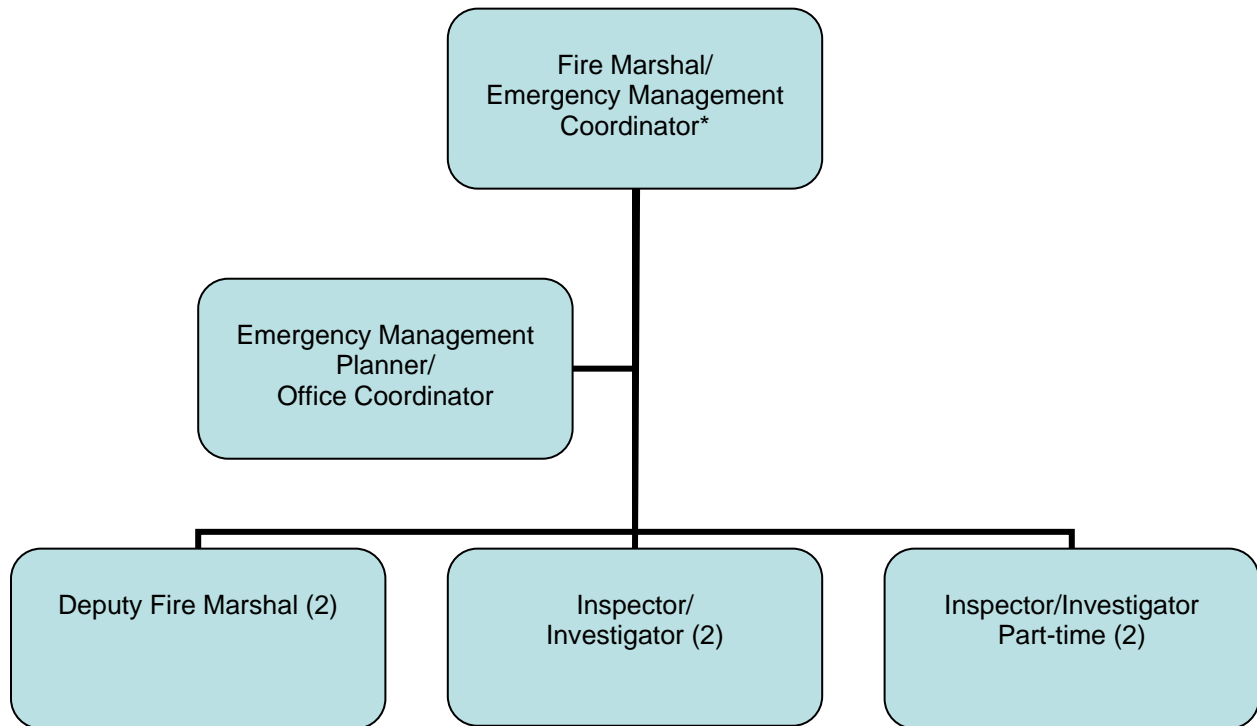 Fire Marshal/
Emergency Management
Coordinator*
Emergency Management
Planner/
Office Coordinator
Deputy Fire Marshal (2)
Inspector/
Investigator (2)
Inspector/Investigator
Part-time (2)